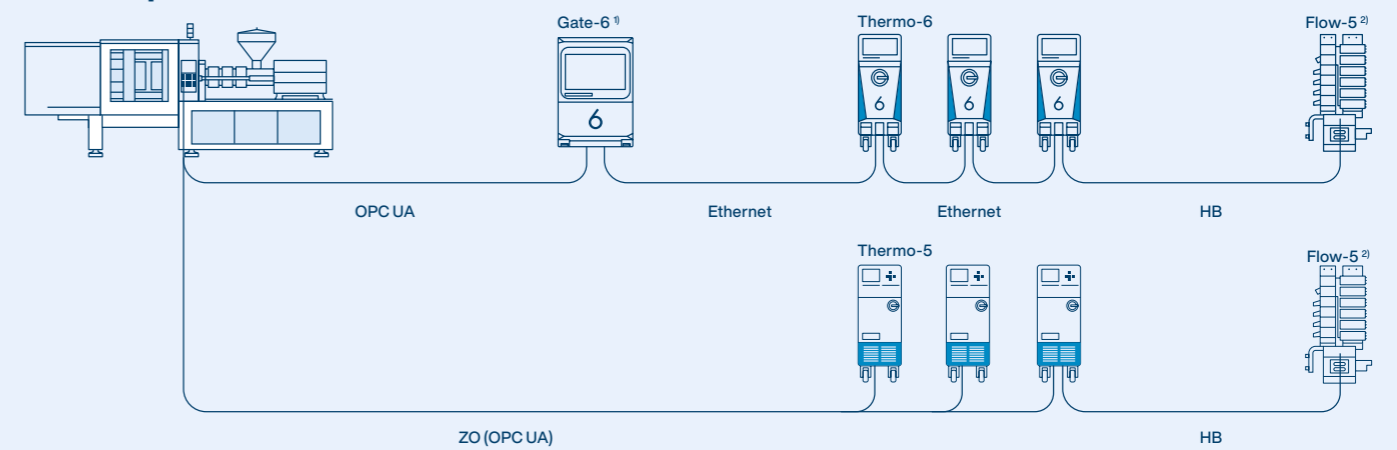 Gate-6 1)
Thermo-6
Flow-5 2)
6
6
6
6
OPC UA
Ethernet
Ethernet
HB
Thermo-5
Flow-5 2)
ZO (OPC UA)
HB